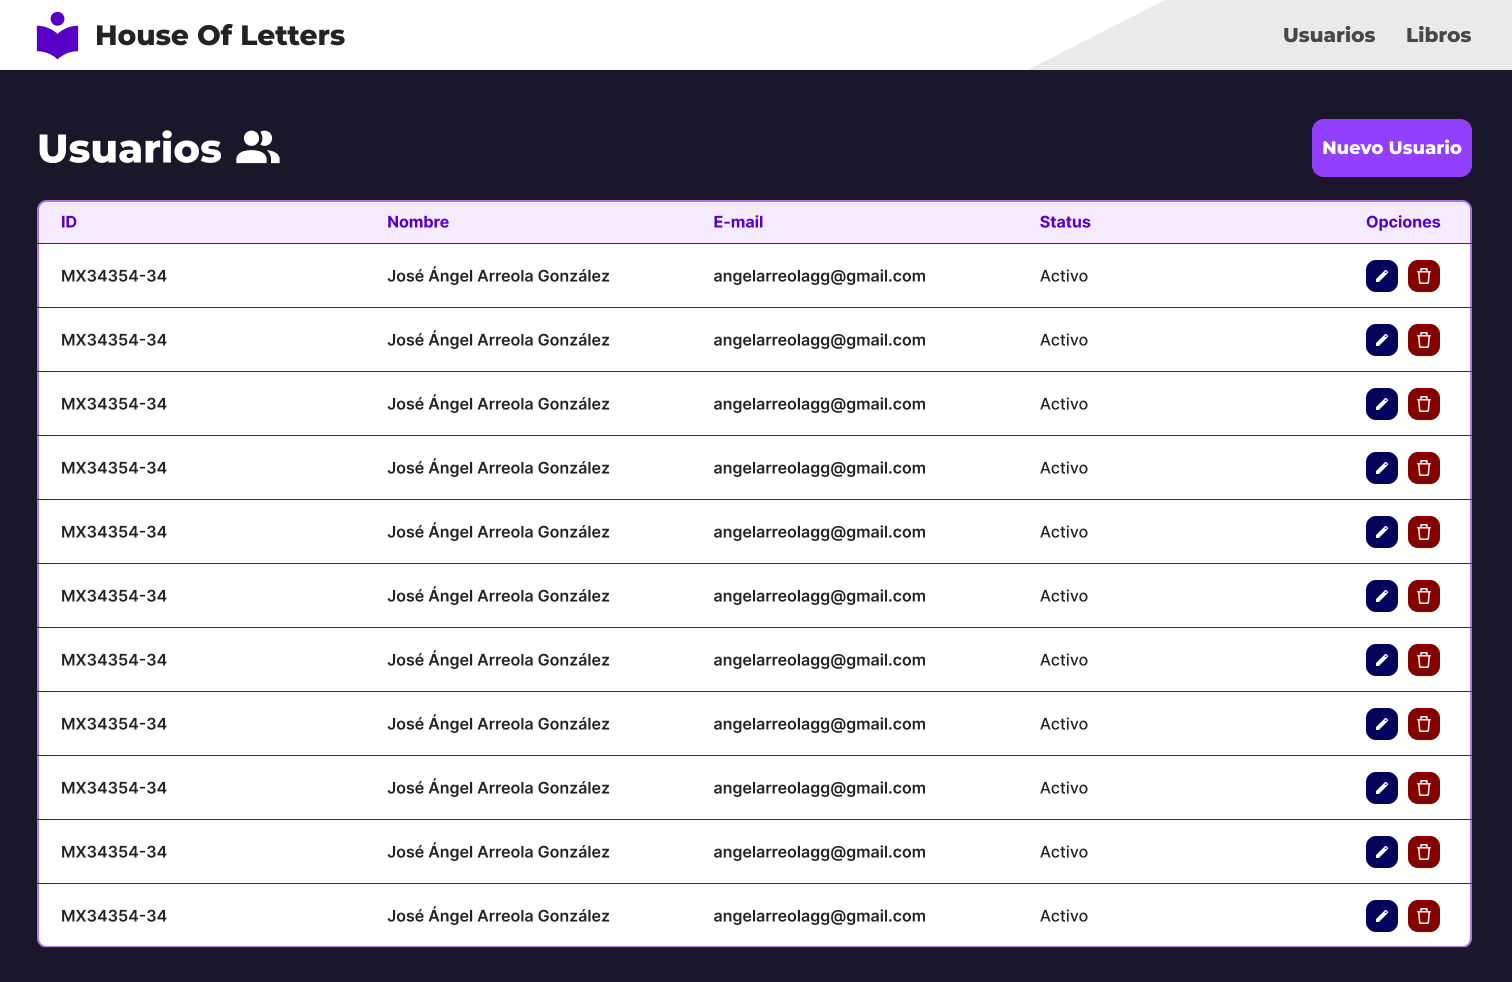 House Of Letters
Usuarios Libros
Usuarios
Nuevo Usuario
ID Nombre E-mail Status Opciones
MX34354-34 José Ángel Arreola González angelarreolagg@gmail.com Activo
MX34354-34 José Ángel Arreola González angelarreolagg@gmail.com Activo
MX34354-34 José Ángel Arreola González angelarreolagg@gmail.com Activo
MX34354-34 José Ángel Arreola González angelarreolagg@gmail.com Activo
MX34354-34 José Ángel Arreola González angelarreolagg@gmail.com Activo
MX34354-34 José Ángel Arreola González angelarreolagg@gmail.com Activo
MX34354-34 José Ángel Arreola González angelarreolagg@gmail.com Activo
MX34354-34 José Ángel Arreola González angelarreolagg@gmail.com Activo
MX34354-34 José Ángel Arreola González angelarreolagg@gmail.com Activo
MX34354-34 José Ángel Arreola González angelarreolagg@gmail.com Activo
MX34354-34 José Ángel Arreola González angelarreolagg@gmail.com Activo